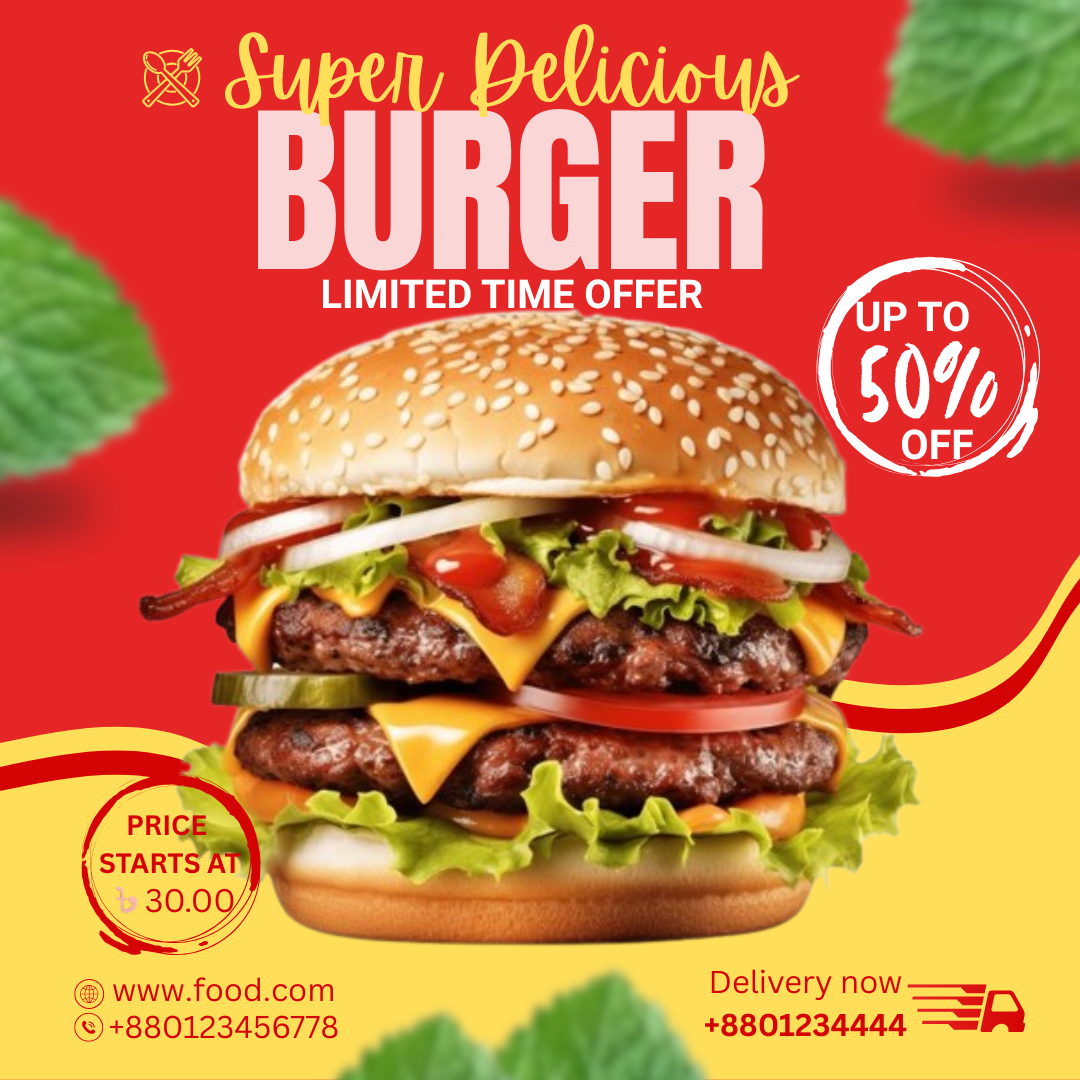 Super Delicious
BURGER
LIMITED TIME OFFER
UP TO
50%
OFF
PRICE
STARTS AT
৳ 30.00
www.food.com
+880123456778
Delivery now
+8801234444